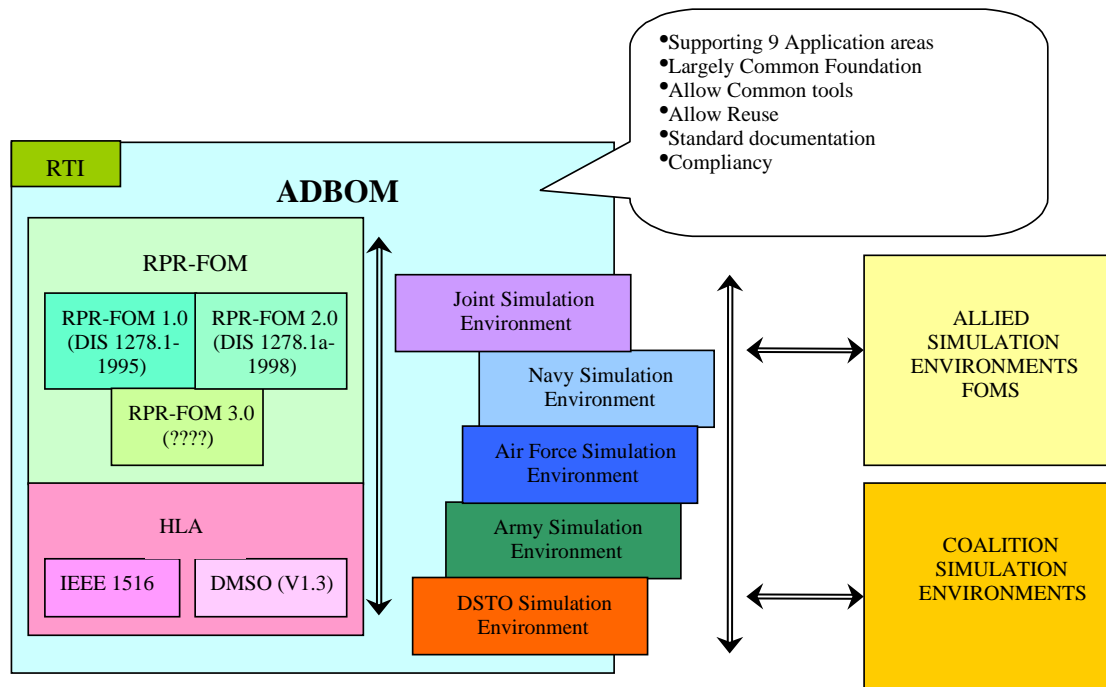 •Supporting 9 Application areas
•Largely Common Foundation
•Allow Common tools
•Allow Reuse
•Standard documentation
•Compliancy
RTI
ADBOM
RPR-FOM
RPR-FOM 1.0
(DIS 1278.1-
1995)
RPR-FOM 2.0
(DIS 1278.1a-
1998)
RPR-FOM 3.0
(????)
HLA
IEEE 1516
DMSO (V1.3)
Joint Simulation
Environment
Navy Simulation
Environment
Air Force Simulation
Environment
Army Simulation
Environment
DSTO Simulation
Environment
ALLIED
SIMULATION
ENVIRONMENTS
FOMS
COALITION
SIMULATION
ENVIRONMENTS